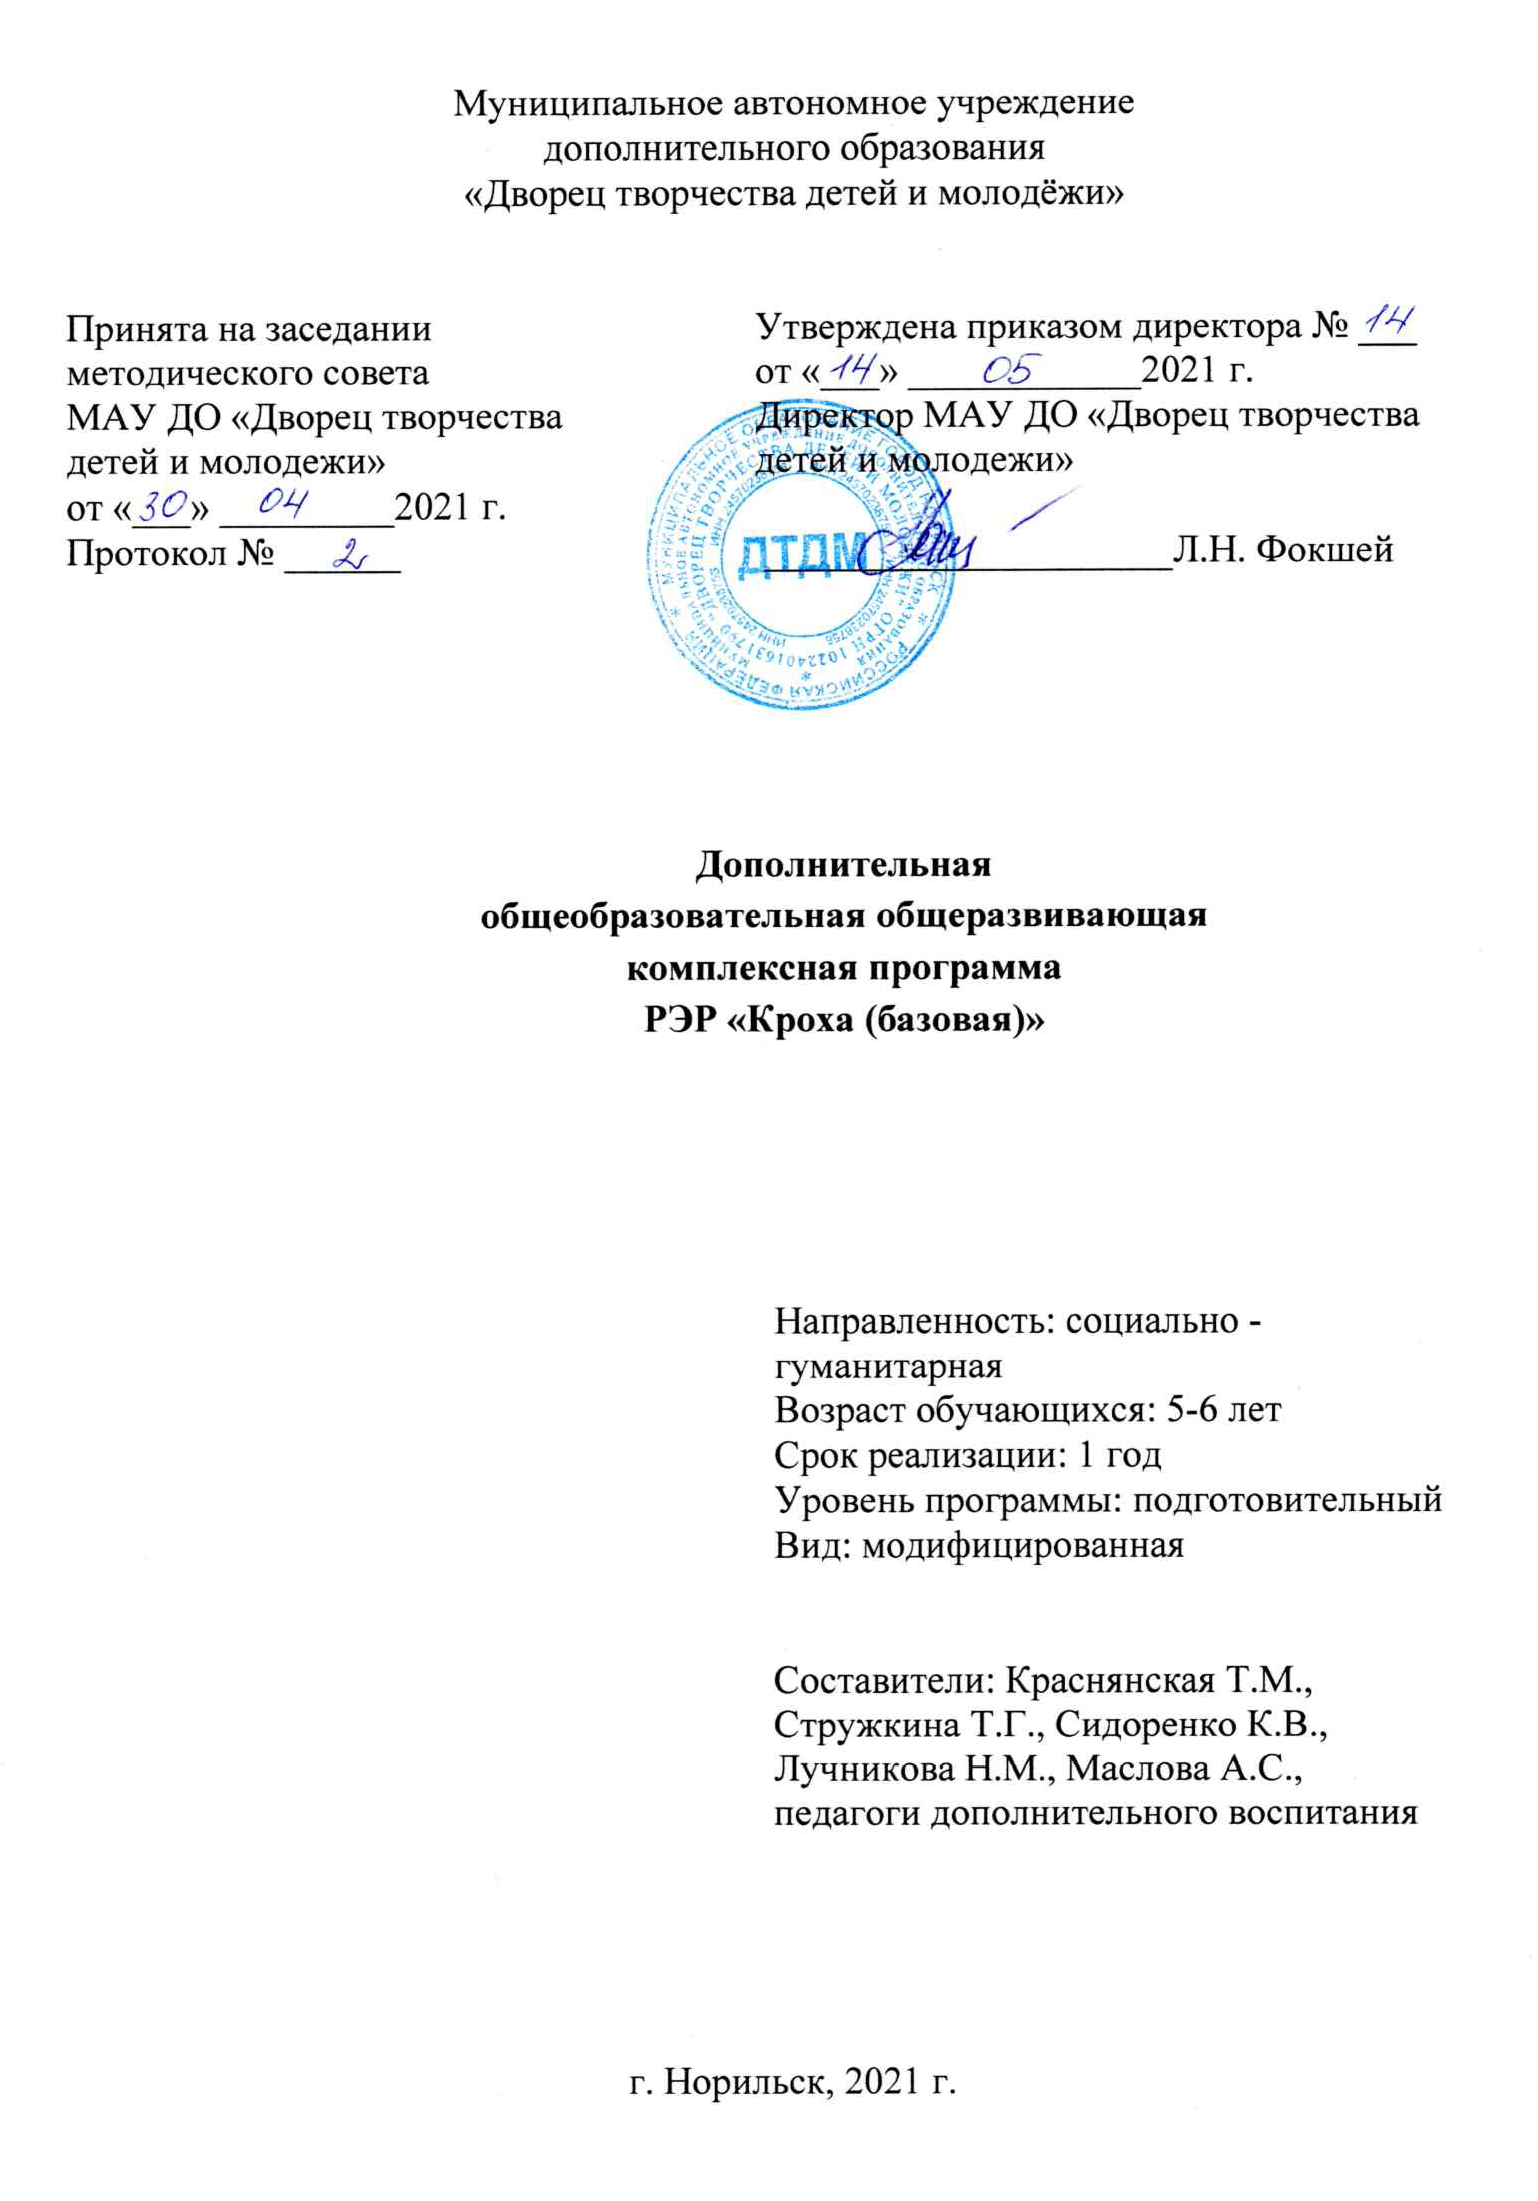 Муниципальное автономное учреждение
дополнительного образования
«Дворец творчества детей и молодёжи»
Принята на заседании
методического совета
МАУ ДО «Дворец творчества
детей и молодежи»
от «30» 04 2021 г.
Протокол № 2
Утверждена приказом директора № 14
от «14» 05 2021 г.
Директор МАУ ДО «Дворец творчества
детей и молодежи»
Л.Н. Фокшей
ДТДМ
Дополнительная
общеобразовательная общеразвивающая
комплексная программа
РЭР «Кроха (базовая)»
Направленность: социально -
гуманитарная
Возраст обучающихся: 5-6 лет
Срок реализации: 1 год
Уровень программы: подготовительный
Вид: модифицированная
Составители: Краснянская Т.М.,
Стружкина Т.Г., Сидоренко К.В.,
Лучникова Н.М., Маслова А.С.,
педагоги дополнительного воспитания
г. Норильск, 2021 г.